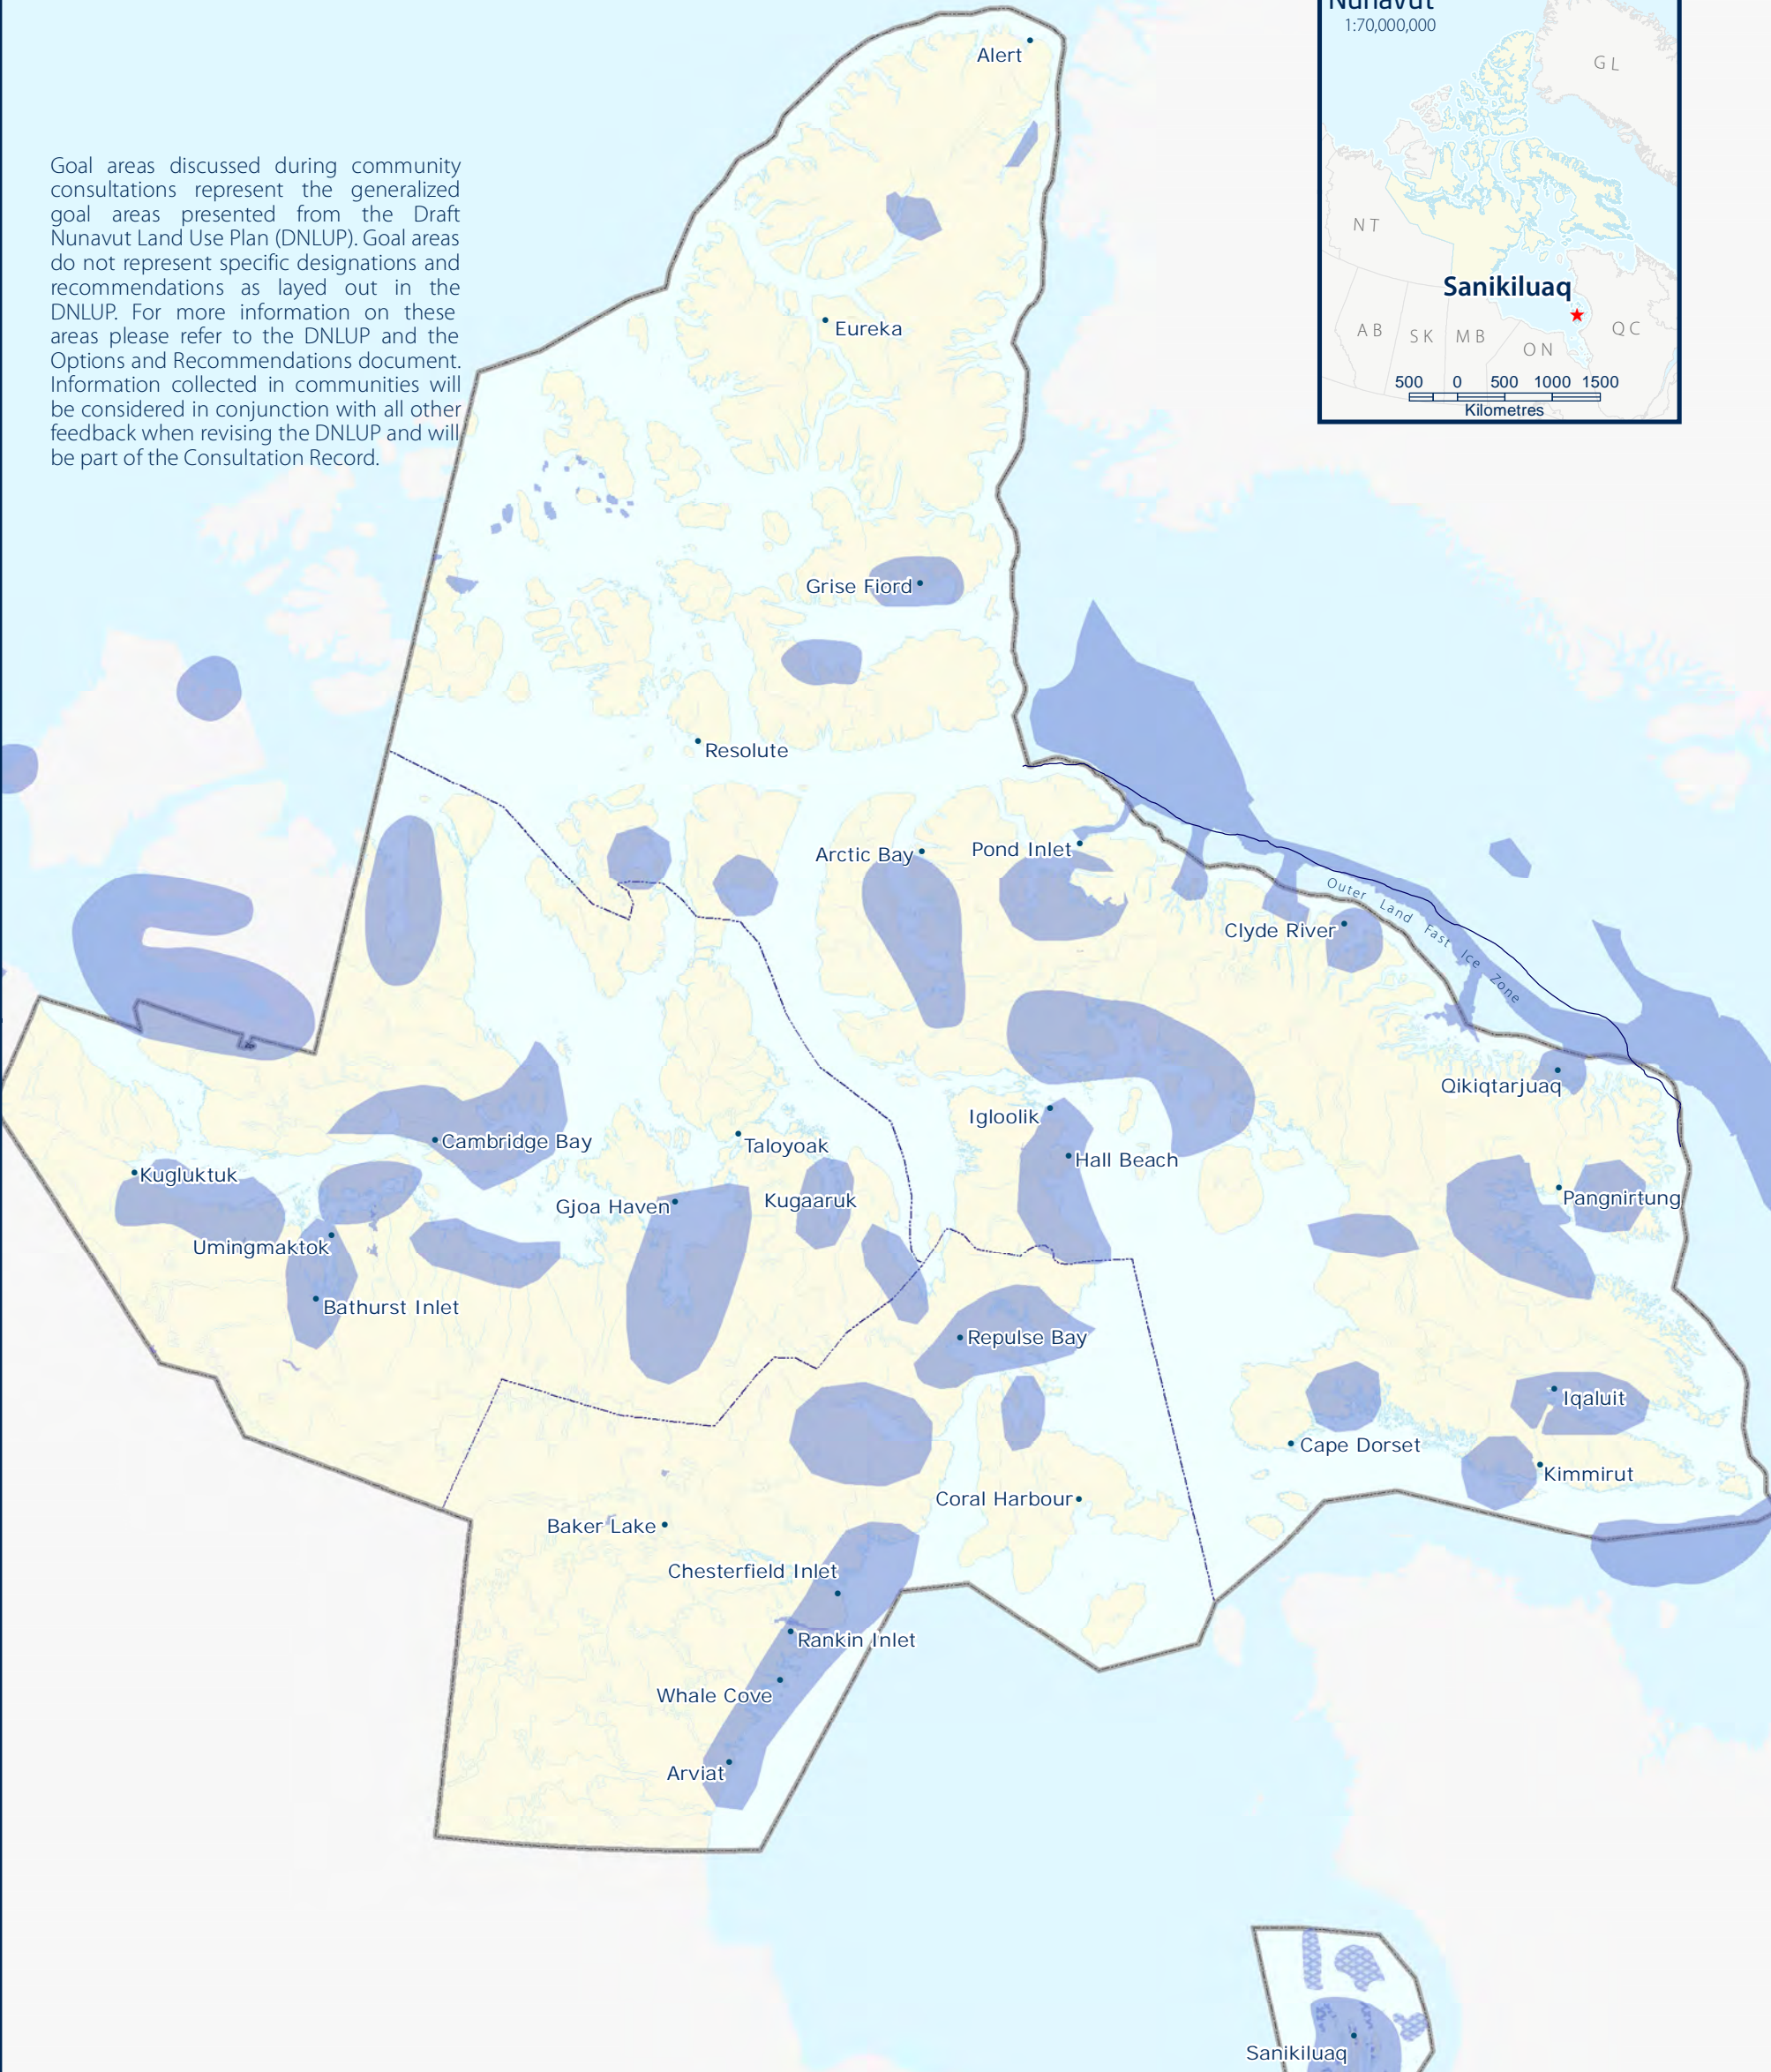 Nunavut
1:70,000,000
GL
NT
Sanikiluaq
AB
SK
MB
ON
QC
500 0 500 1000 1500
Kilometres
Goal areas discussed during community
consultations represent the generalized
goal areas presented from the Draft
Nunavut Land Use Plan (DNLUP). Goal areas
do not represent specific designations and
recommendations as layed out in the
DNLUP. For more information on these
areas please refer to the DNLUP and the
Options and Recommendations document.
Information collected in communities will
be considered in conjunction with all other
feedback when revising the DNLUP and will
be part of the Consultation Record.
Alert
Eureka
Grise Fiord
Resolute
Arctic Bay
Pond Inlet
Outer Land Fast Ice Zone
Clyde River
Qikiqtarjuaq
Igloolik
Cambridge Bay
Taloyoak
Hall Beach
Kugluktuk
Gjoa Haven
Kugaaruk
Pangnirtung
Umingmaktok
Bathurst Inlet
Repulse Bay
Iqaluit
Cape Dorset
Kimmirut
Coral Harbour
Baker Lake
Chesterfield Inlet
Rankin Inlet
Whale Cove
Arviat
Sanikiluaq